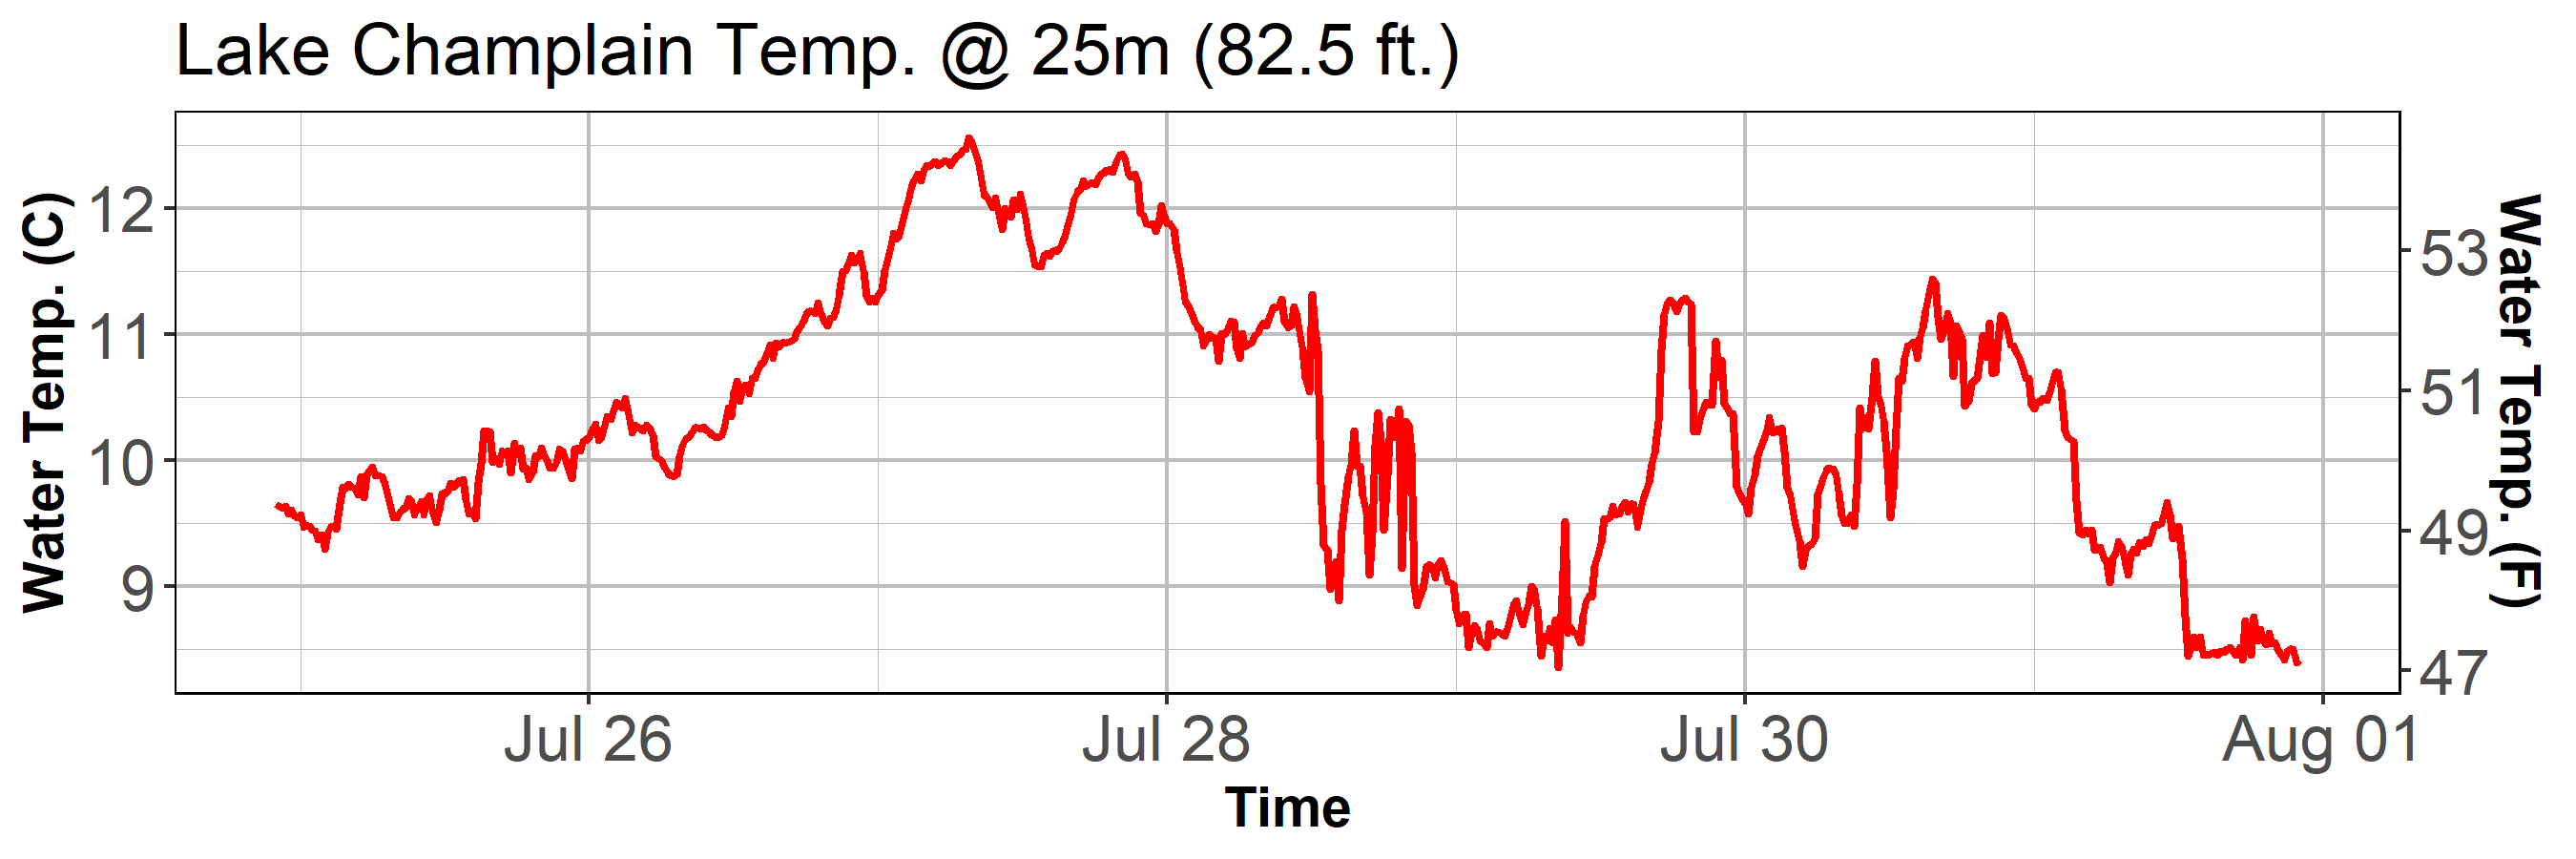 Lake Champlain Temp. @ 25m (82.5 ft.)
Water Temp. (C)
12
11
10
9
53
51
49
47
Water Temp. (F)
Jul 26 Jul 28 Jul 30 Aug 01
Time